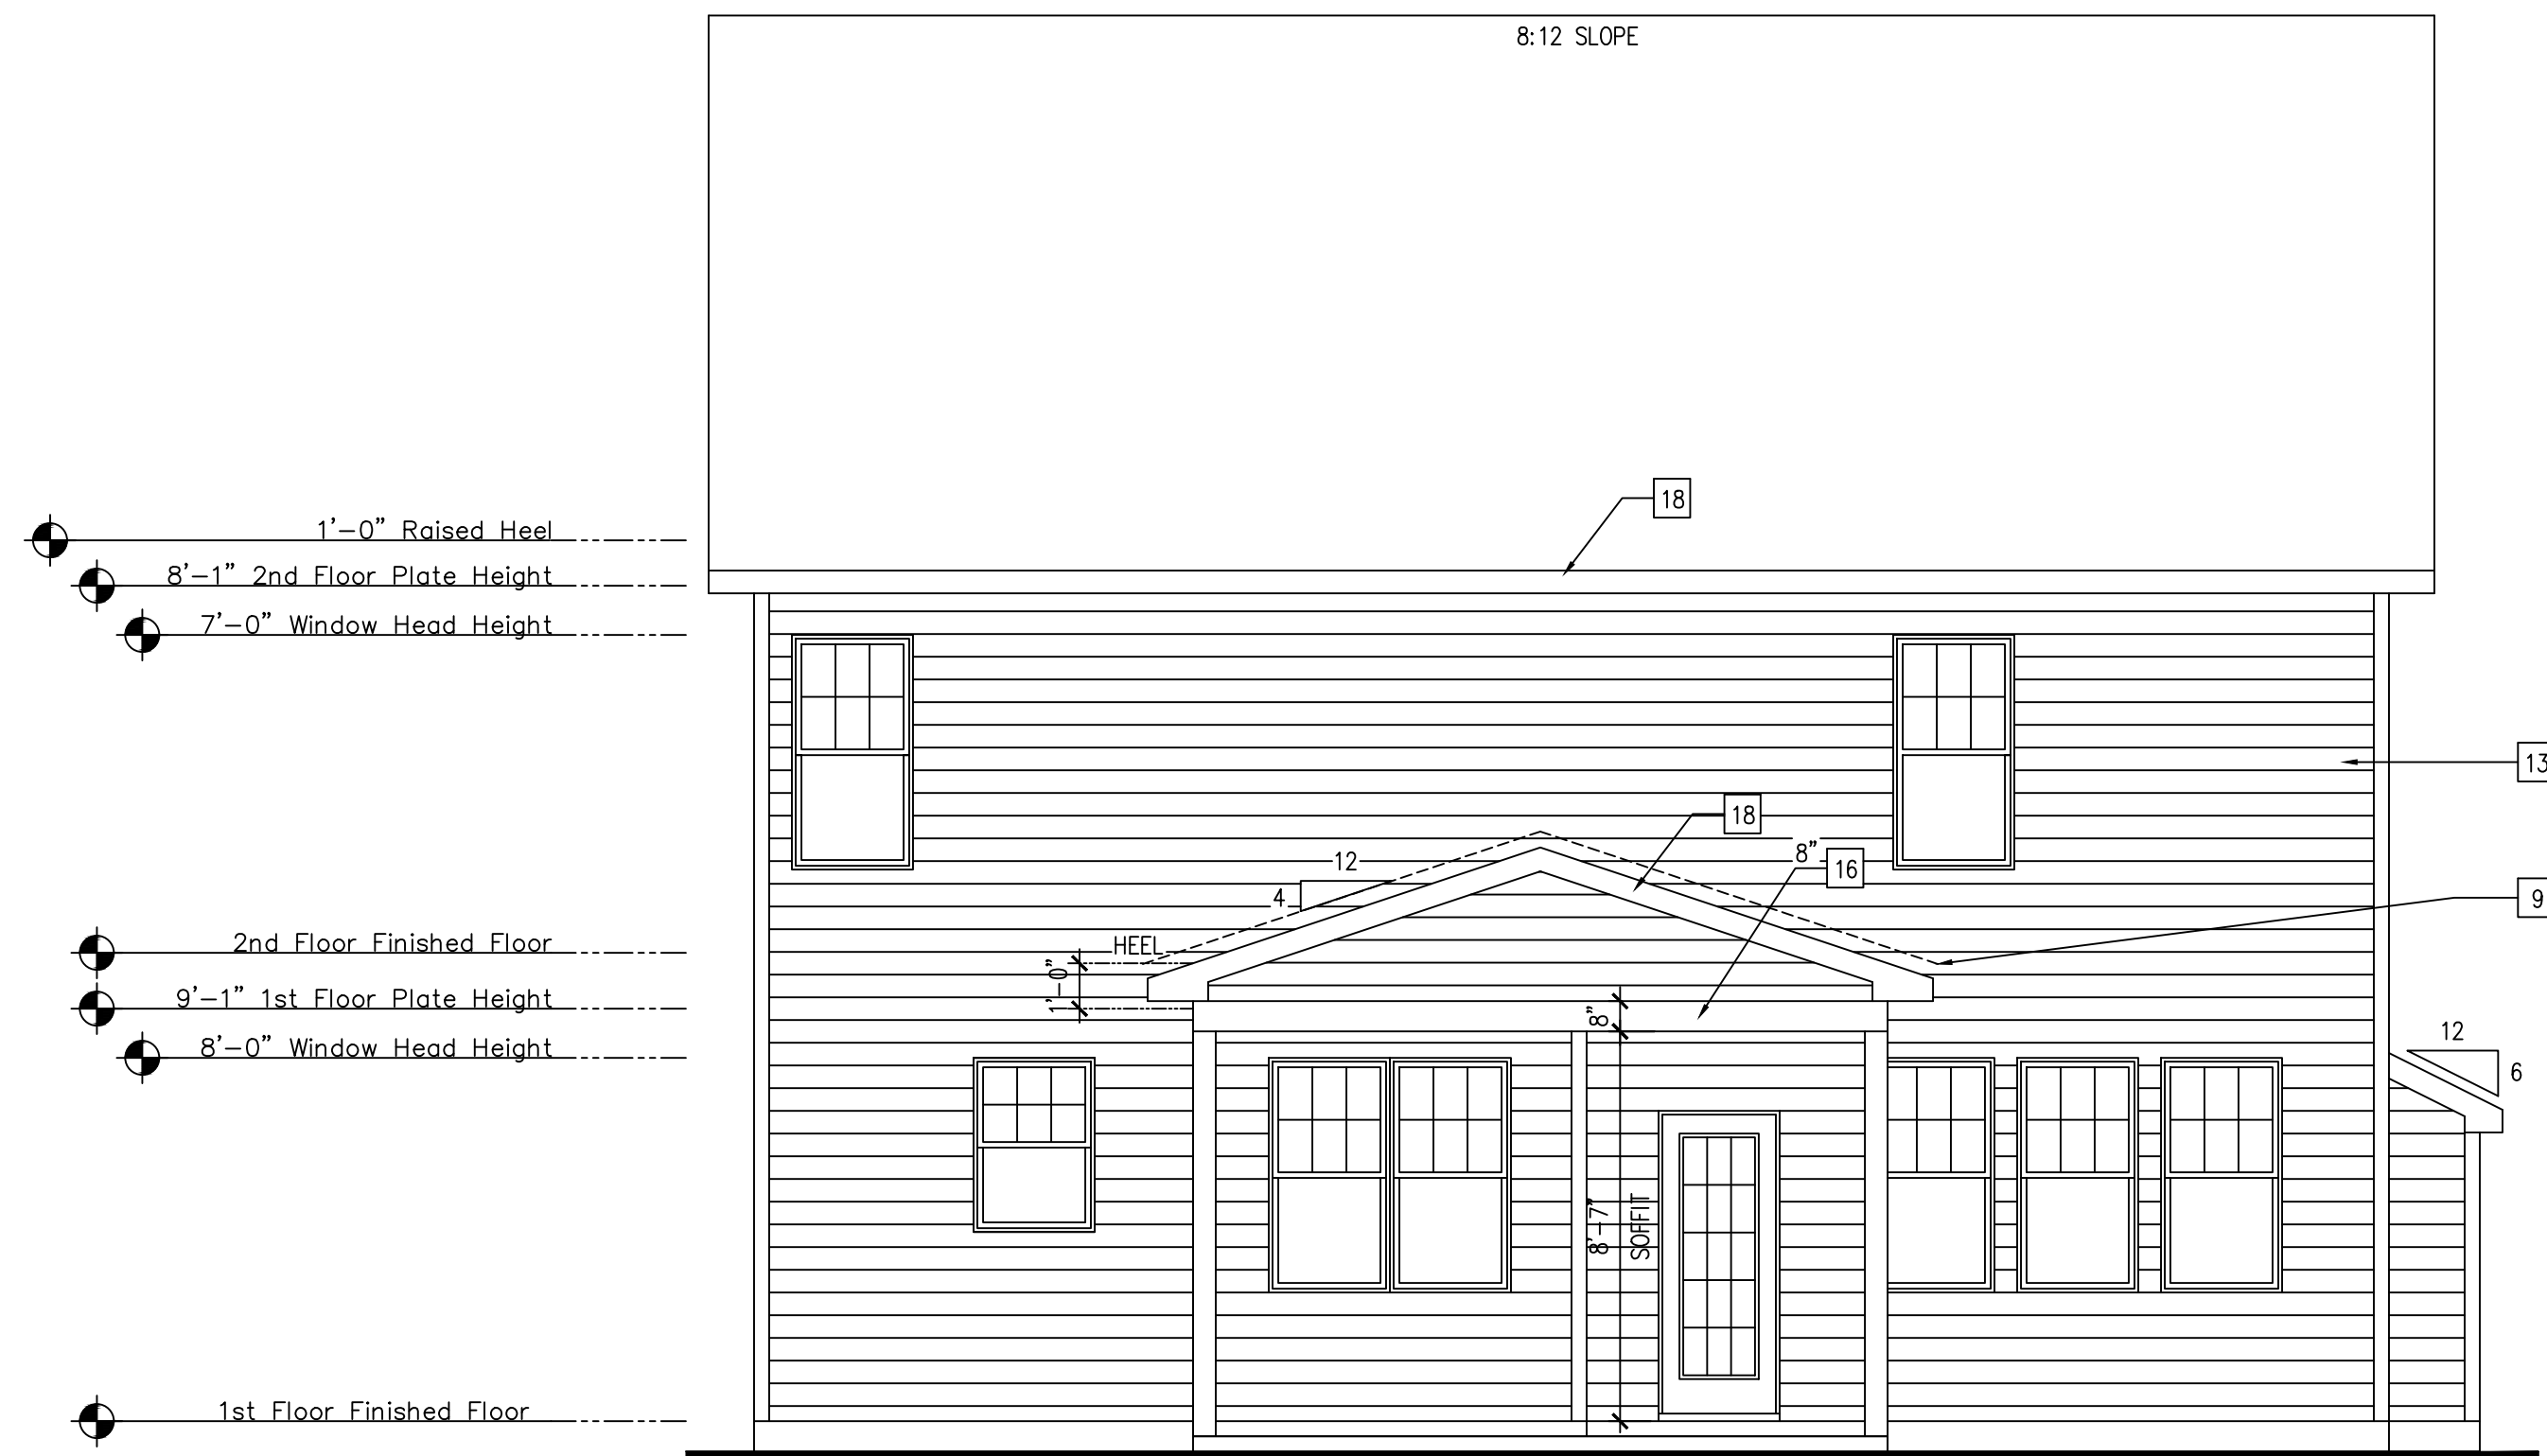 8:12 SLOPE
18
1'-0" Raised Heel
8'-1" 2nd Floor Plate Height
7'-0" Window Head Height
13
18
8"
16
12
4
9
2nd Floor Finished Floor
HEEL
1'-0"
9'-1" 1st Floor Plate Height
8"
8'-0" Window Head Height
12
6
8'-7"
SOFFIT
1st Floor Finished Floor